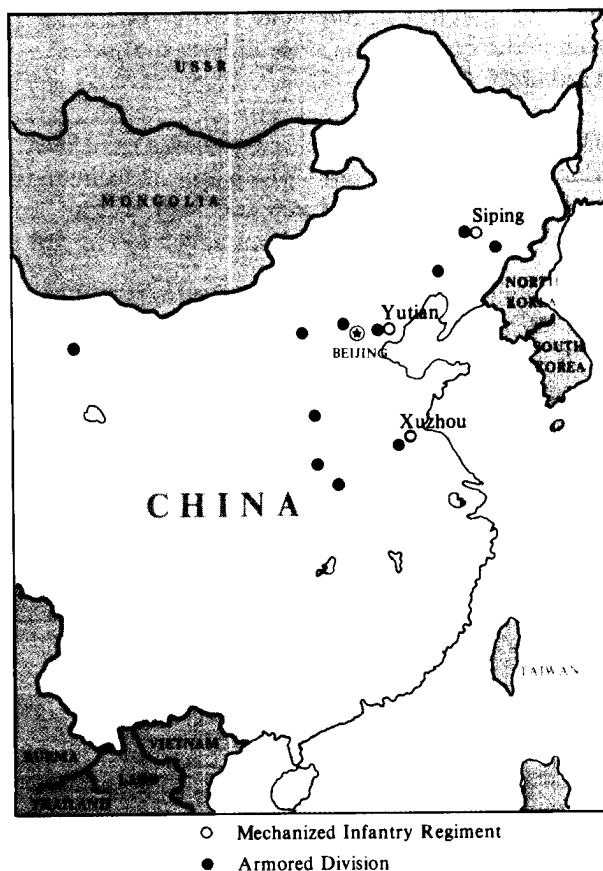 USSR
MONGOLIA
Siping
NORTH
KOREA
Yutian
BEIJING
SOUTH
KOREA
Xuzhou
CHINA
TAIWAN
BURMA
VIETNAM
LAOS
THAILAND
Mechanized Infantry Regiment
Armored Division